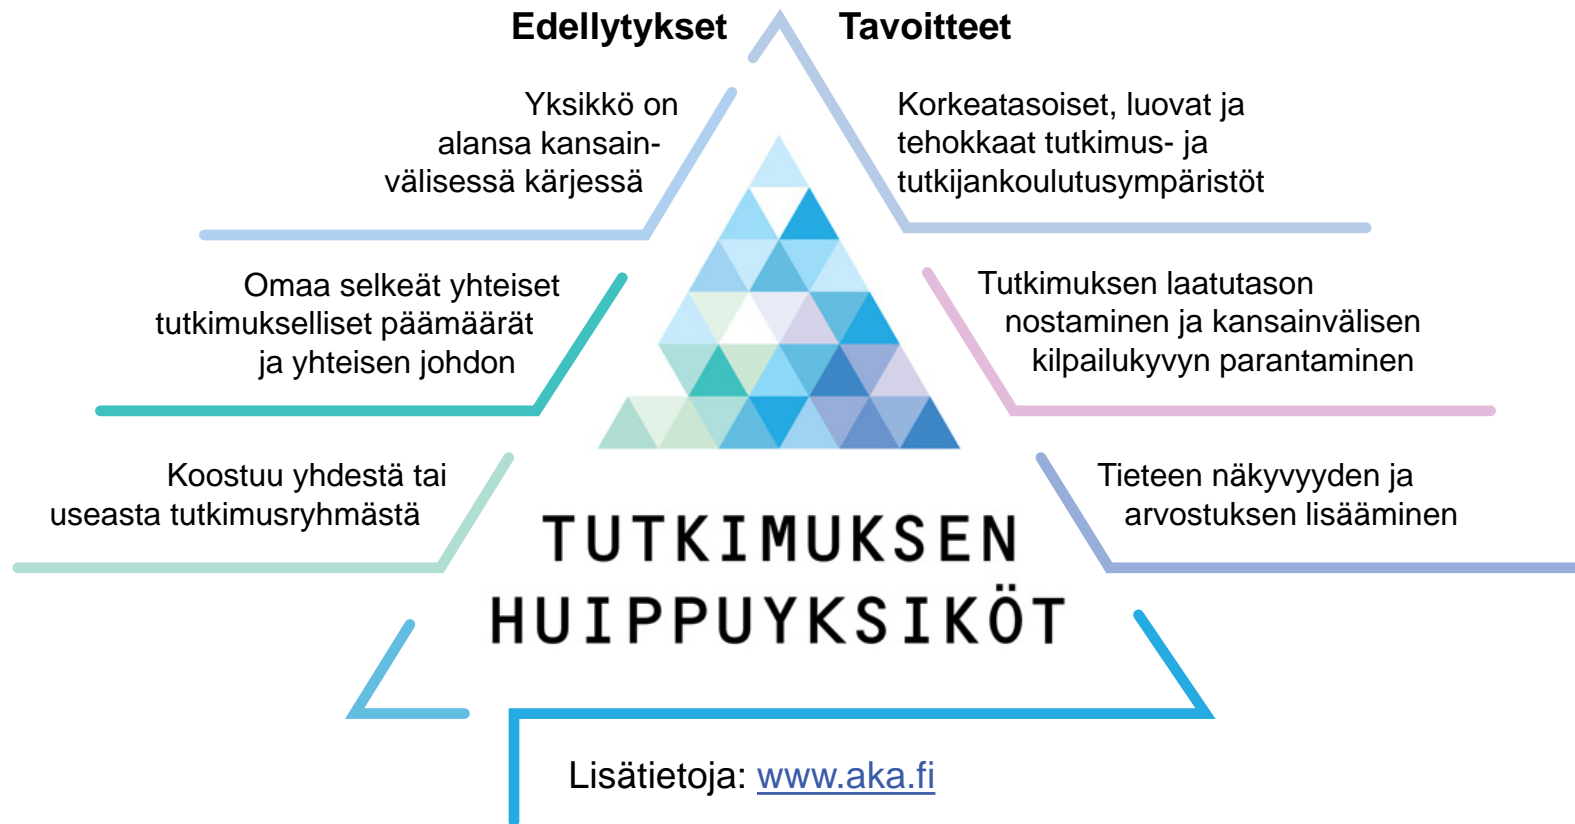 Edellytykset
Yksikkö on
alansa kansain-
välisessä kärjessä
Omaa selkeät yhteiset
tutkimukselliset päämäärät
ja yhteisen johdon
Koostuu yhdestä tai
useasta tutkimusryhmästä
Tavoitteet
Korkeatasoiset, luovat ja
tehokkaat tutkimus- ja
tutkijankoulutusympäristöt
Tutkimuksen laatutason
nostaminen ja kansainvälisen
kilpailukyvyn parantaminen
Tieteen näkyvyyden ja
arvostuksen lisääminen
TUTKIMUKSEN
HUIPPUYKSIKÖT
Lisätietoja: www.aka.fi